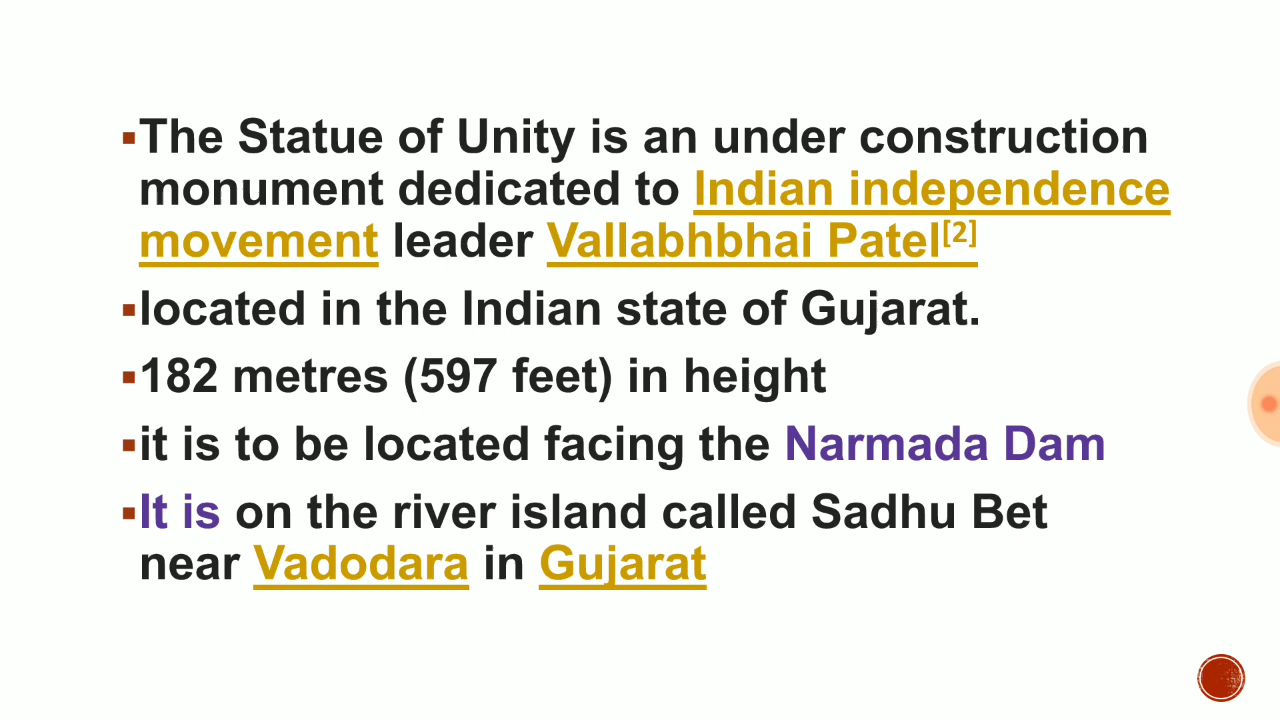 ▪The Statue of Unity is an under construction
monument dedicated to Indian independence
movement leader Vallabhbhai Patel[2]
▪located in the Indian state of Gujarat.
▪182 metres (597 feet) in height
▪it is to be located facing the Narmada Dam
▪It is on the river island called Sadhu Bet
near Vadodara in Gujarat